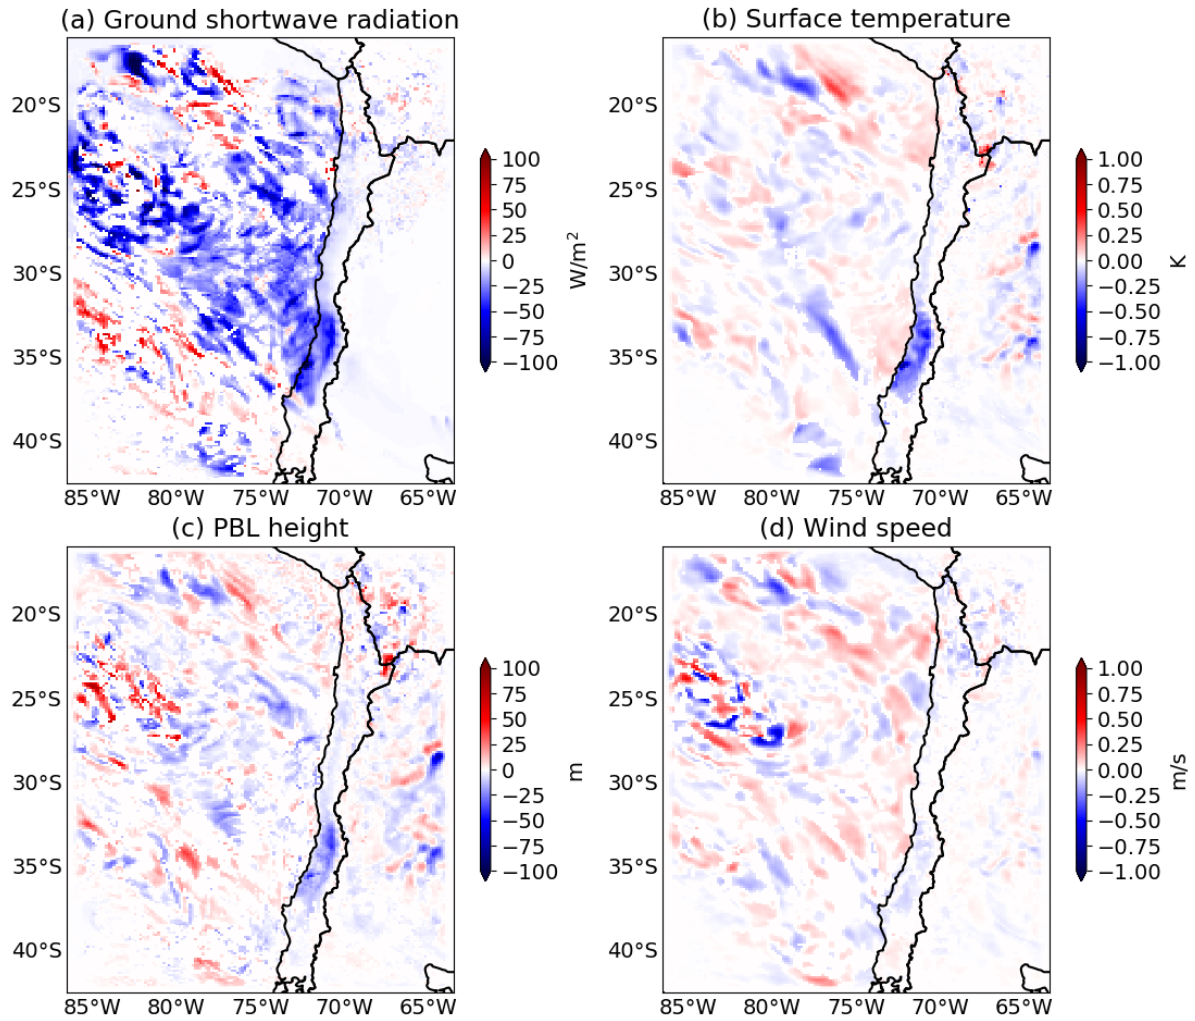 (a) Ground shortwave radiation
(b) Surface temperature
20°S
25°S
30°S
35°S
40°S
85°W 80°W 75°W 70°W 65°W
100
75
50
25
0
−25
−50
−75
−100
W/m²
20°S
25°S
30°S
35°S
40°S
85°W 80°W 75°W 70°W 65°W
1.00
0.75
0.50
0.25
0.00
−0.25
−0.50
−0.75
−1.00
K
(c) PBL height
(d) Wind speed
20°S
25°S
30°S
35°S
40°S
85°W 80°W 75°W 70°W 65°W
100
75
50
25
0
−25
−50
−75
−100
m
20°S
25°S
30°S
35°S
40°S
85°W 80°W 75°W 70°W 65°W
1.00
0.75
0.50
0.25
0.00
−0.25
−0.50
−0.75
−1.00
m/s